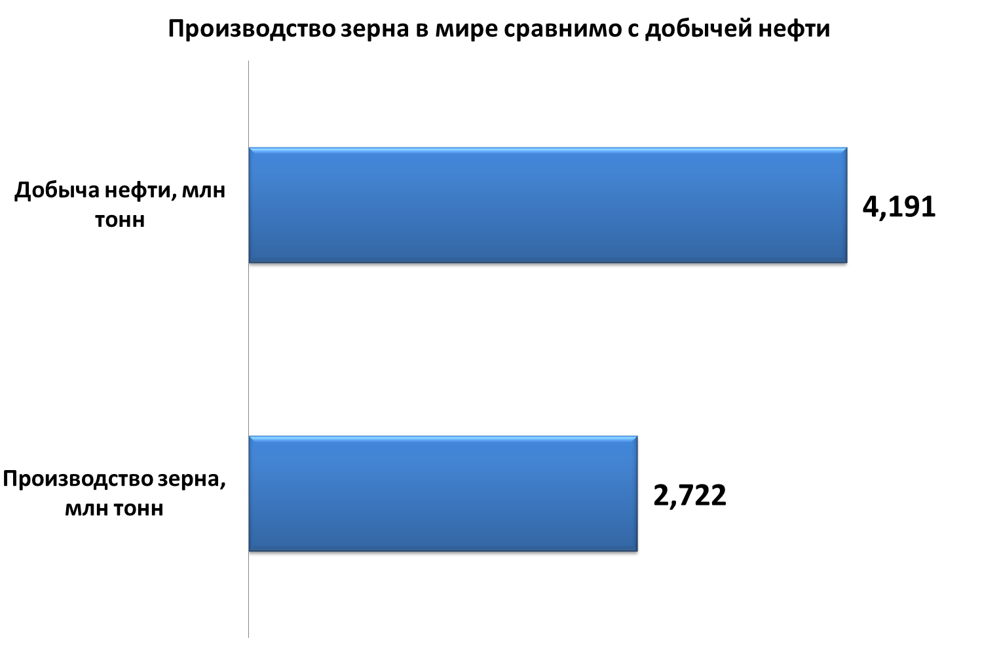 Производство зерна в мире сравнимо с добычей нефти
Добыча нефти, млн
тонн
4,191
Производство зерна,
млн тонн
2,722